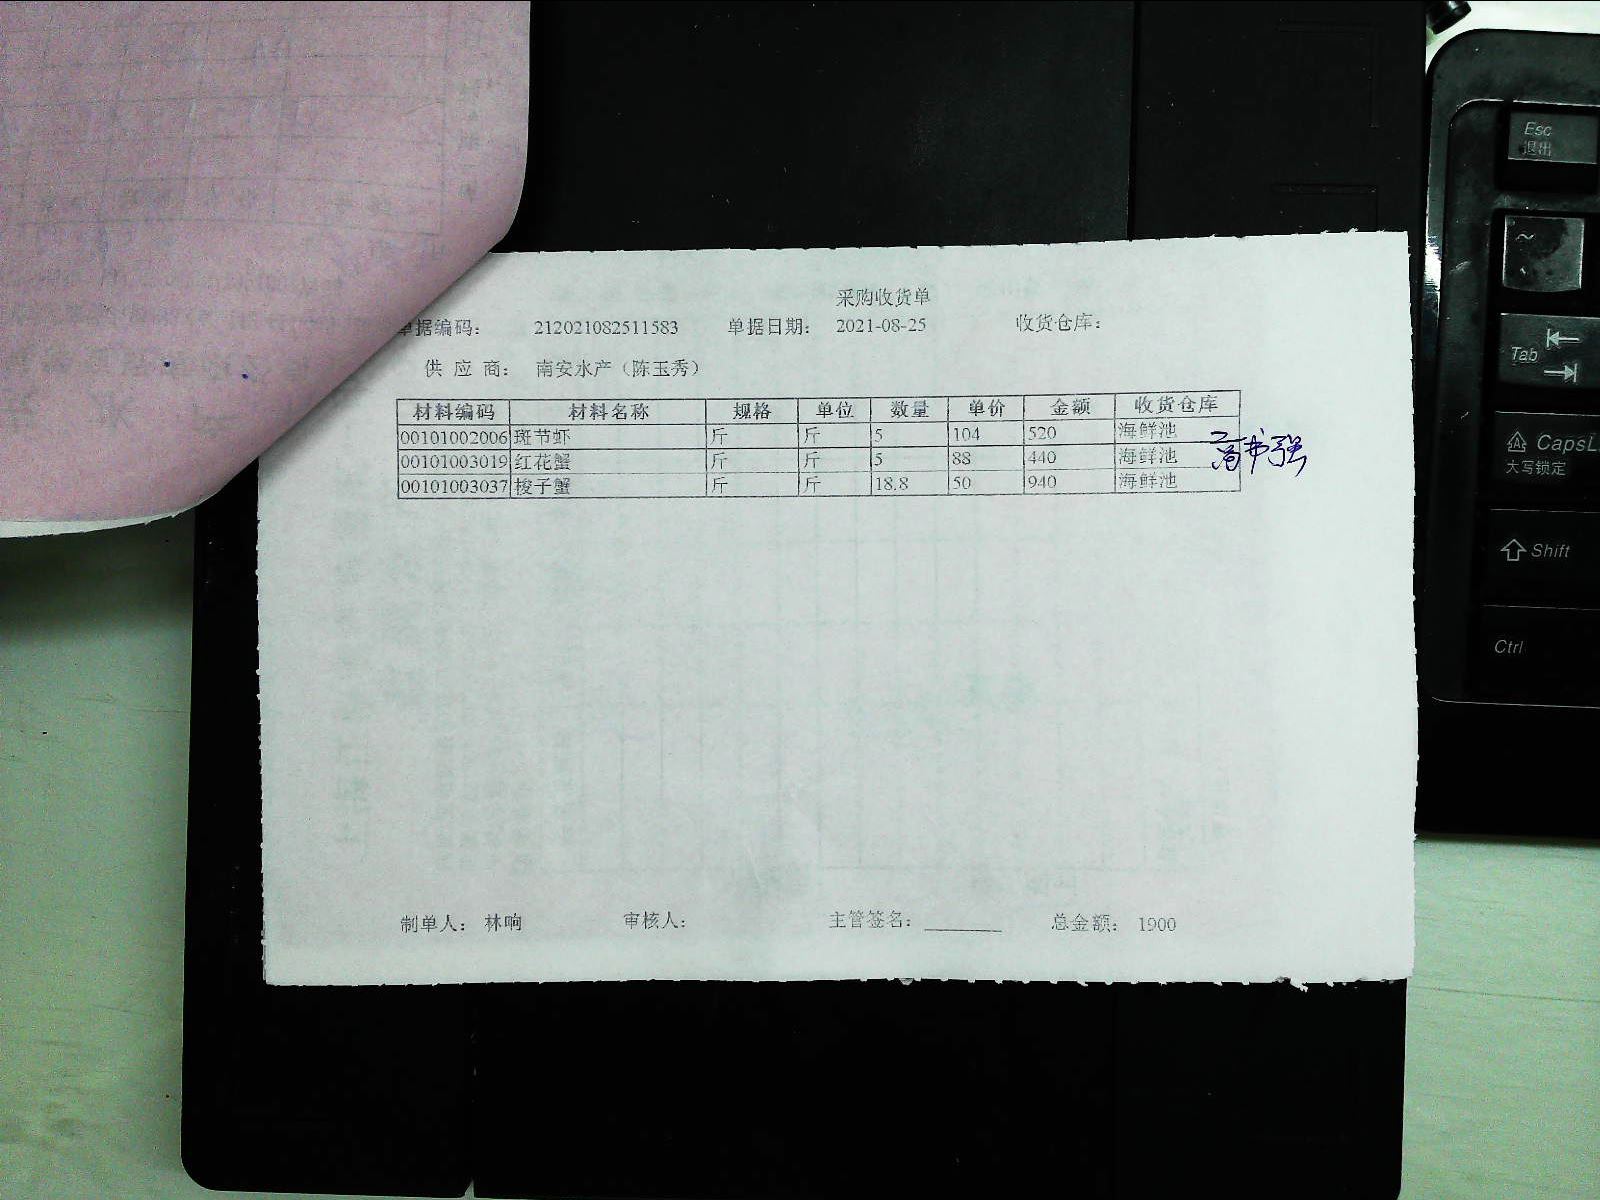 采购收货单
单据编码： 212021082511583 单据日期： 2021-08-25 收货仓库：
供 应 商： 南安水产（陈玉秀）
材料编码 材料名称 规格 单位 数量 单价 金额 收货仓库
00101002006 斑节虾 斤 斤 5 104 520 海鲜池
00101003019 红花蟹 斤 斤 5 88 440 海鲜池
00101003037 梭子蟹 斤 斤 18.8 50 940 海鲜池
制单人： 林响 审核人： 主管签名： 总金额： 1900
Esc
退出
~
Tab
CapsL
大写锁定
Shift
Ctrl